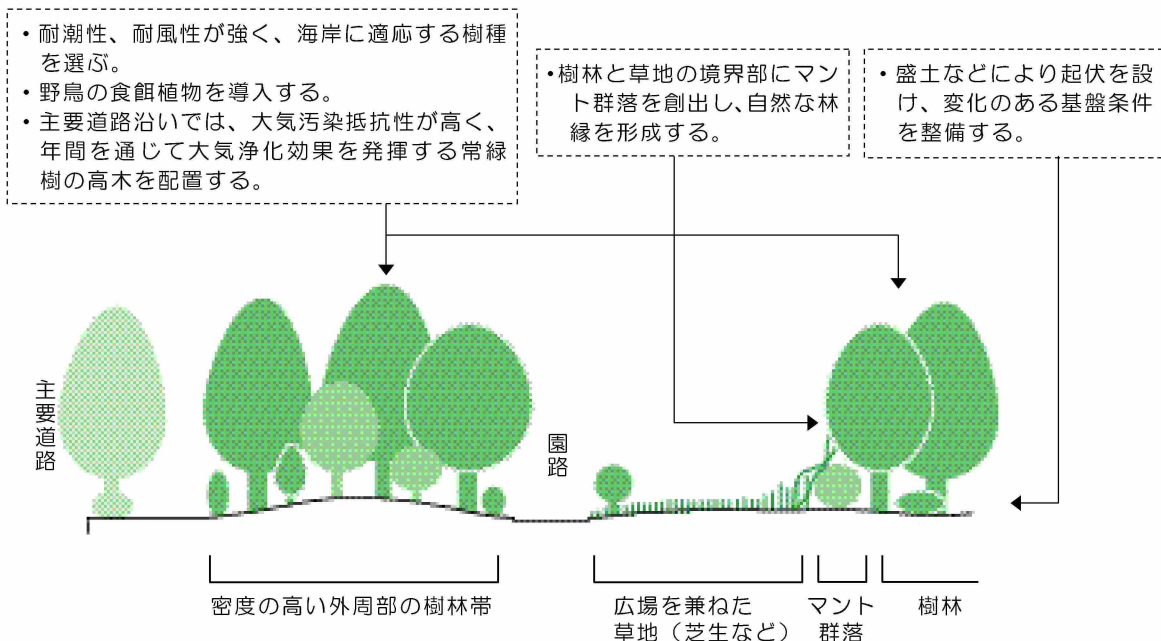 ・耐潮性、耐風性が強く、海岸に適応する樹種
を選ぶ。
・野鳥の食餌植物を導入する。
・主要道路沿いでは、大気汚染抵抗性が高く、
年間を通じて大気浄化効果を発揮する常緑
樹の高木を配置する。
・樹林と草地の境界部にマン
ト群落を創出し、自然な林
縁を形成する。
・盛土などにより起伏を設
け、変化のある基盤条件
を整備する。
主要道路
園路
密度の高い外周部の樹林帯
広場を兼ねた
草地（芝生など）
マント
群落
樹林